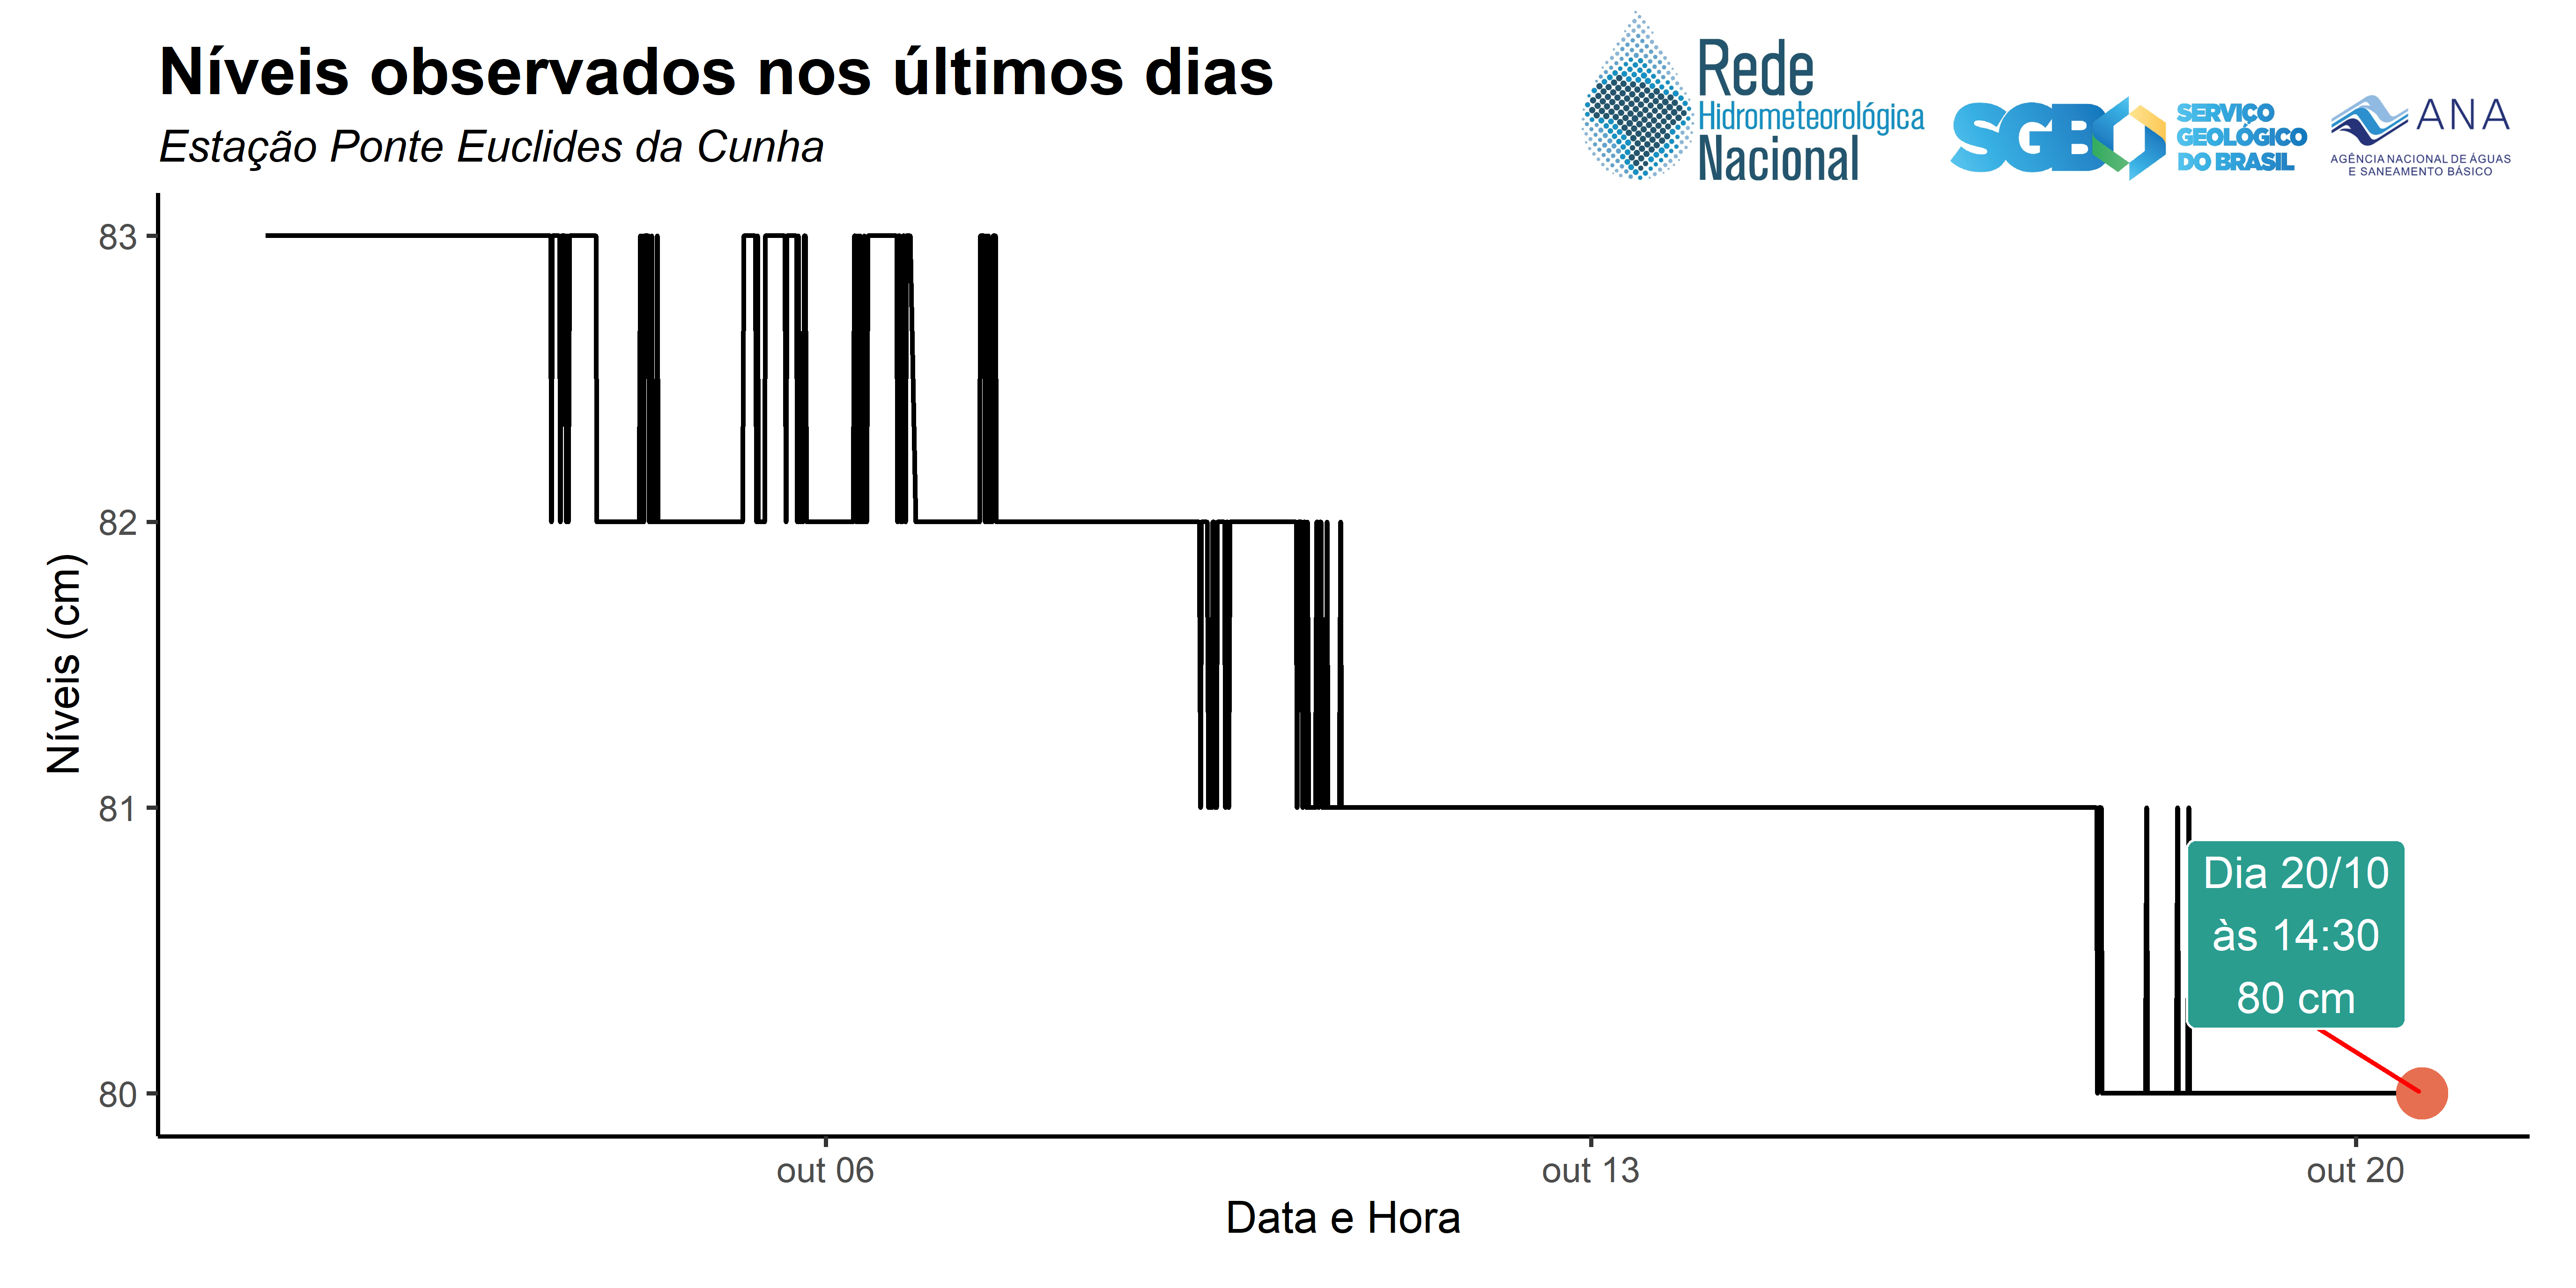 Níveis observados nos últimos dias
Estação Ponte Euclides da Cunha
Rede
Hidrometeorológica
Nacional
SGB
SERVIÇO
GEOLÓGICO
DO BRASIL
ANA
AGÊNCIA NACIONAL DE ÁGUAS
E SANEAMENTO BÁSICO
Níveis (cm)
83
82
81
80
Dia 20/10
às 14:30
80 cm
out 06
out 13
out 20
Data e Hora